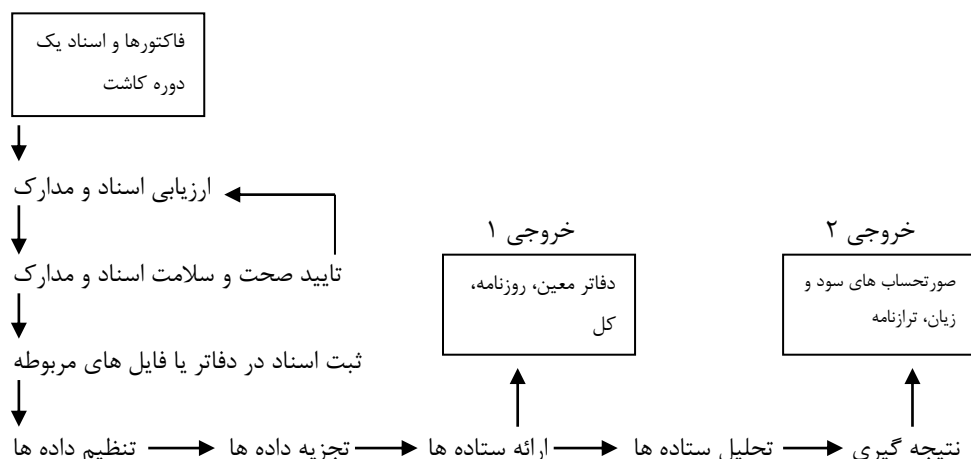 فاکتورها و اسناد یک
دوره کاشت
ارزیابی اسناد و مدارک
تایید صحت و سلامت اسناد و مدارک
ثبت اسناد در دفاتر یا فایل های مربوطه
تنظیم داده ها
تجزیه داده ها
ارائه ستاده ها
تحلیل ستاده ها
نتیجه گیری
خروجی ۱
دفاتر معین، روزنامه،
کل
خروجی ۲
صورتحساب های سود و
زیان، ترازنامه